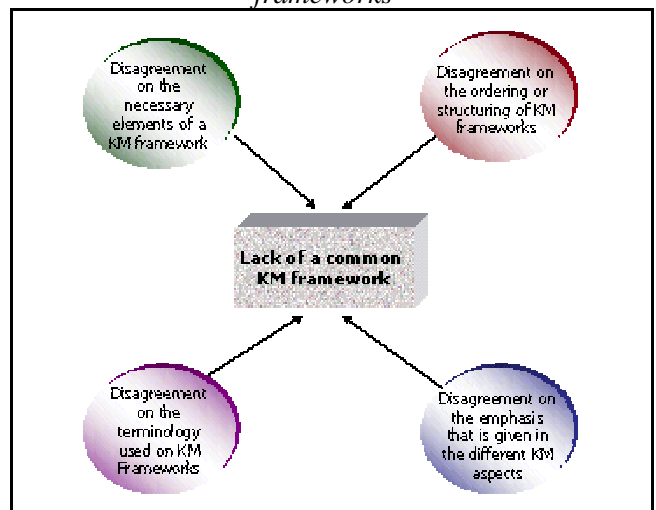 frameworks
Disagreement
on the
necessary
elements of a
KM framework
Disagreement on
the ordering or
structuring of KM
frameworks
Lack of a common
KM framework
Disagreement
on the
terminology
used on KM
Frameworks
Disagreement on
the emphasis
that is given in
the different KM
aspects